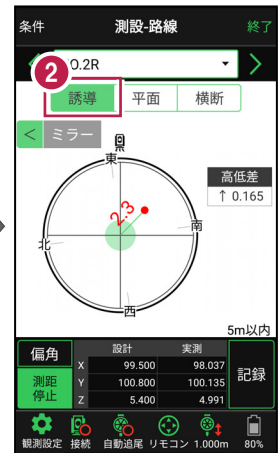 条件 測設-路線 終了
2
O.2R
誘導 平面 横断
< ミラー
東
高低差
↑ 0.165
2.3
南
北
西
5m以内
偏角 設計 実測
X 99.500 98.037
測距停止 Y 100.800 100.135 記録
Z 5.400 4.991
観測設定 接続 自動追尾 リモコン 1.000m 80%